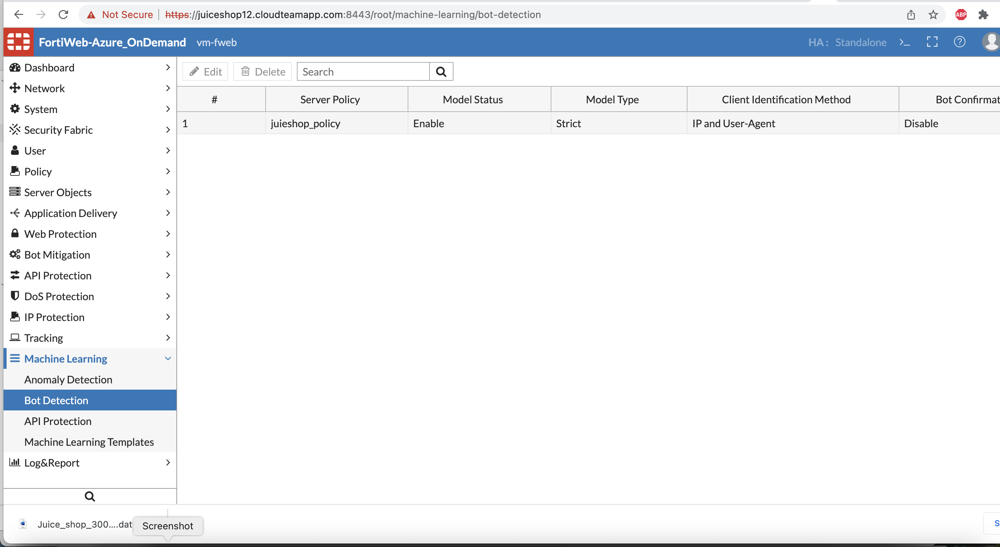 Not Secure https://juiceshop12.cloudteamapp.com:8443/root/machine-learning/bot-detection ABP
FortiWeb-Azure_OnDemand vm-fweb HA: Standalone >_ ?
Dashboard
Network
System
Security Fabric
User
Policy
Server Objects
Application Delivery
Web Protection
Bot Mitigation
API Protection
DoS Protection
IP Protection
Tracking
Machine Learning
Anomaly Detection
Bot Detection
API Protection
Machine Learning Templates
Log&Report
Edit Delete Search
# Server Policy Model Status Model Type Client Identification Method Bot Confirmat
1 juieshop_policy Enable Strict IP and User-Agent Disable
Juice_shop_300....dat
Screenshot
S